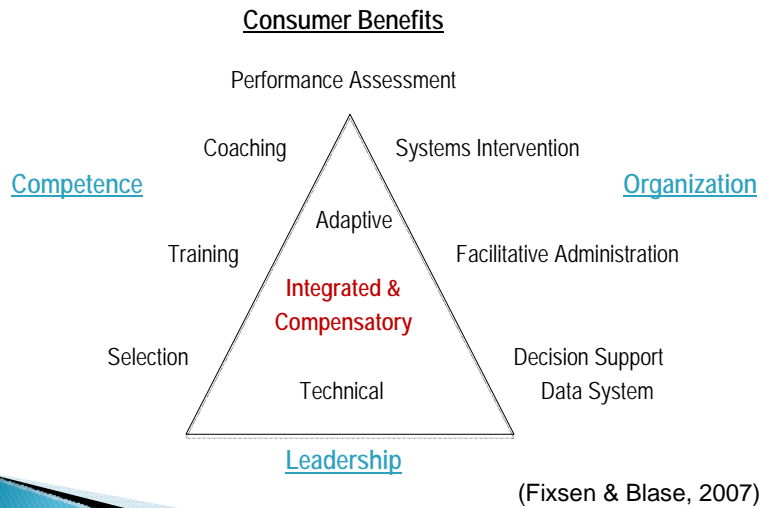 Consumer Benefits
Performance Assessment
Coaching
Systems Intervention
Competence
Organization
Adaptive
Training
Facilitative Administration
Integrated &
Compensatory
Selection
Decision Support
Data System
Technical
Leadership
(Fixsen & Blase, 2007)